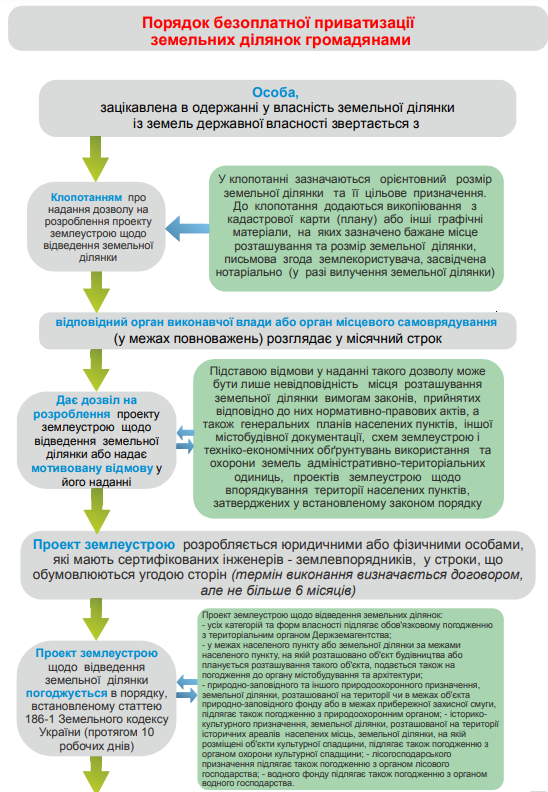 Порядок безоплатної приватизації
земельних ділянок громадянами
Особа,
зацікавлена в одержанні у власність земельної ділянки
із земель державної власності звертається з
Клопотанням про
надання дозволу на
розроблення проекту
землеустрою щодо
відведення земельної
ділянки
У клопотанні зазначаються орієнтовний розмір
земельної ділянки та її цільове призначення.
До клопотання додаються викопіювання з
кадастрової карти (плану) або інші графічні
матеріали, на яких зазначено бажане місце
розташування та розмір земельної ділянки,
письмова згода землекористувача, засвідчена
нотаріально (у разі вилучення земельної ділянки)
відповідний орган виконавчої влади або орган місцевого самоврядування
(у межах повноважень) розглядає у місячний строк
Дає дозвіл на
розроблення проекту
землеустрою щодо
відведення земельної
ділянки або надає
мотивовану відмову у
його наданні
Підставою відмови у наданні такого дозволу може
бути лише невідповідність місця розташування
земельної ділянки вимогам законів, прийнятих
відповідно до них нормативно-правових актів, а
також генеральних планів населених пунктів, іншої
містобудівної документації, схем землеустрою і
техніко-економічних обґрунтувань використання та
охорони земель адміністративно-територіальних
одиниць, проектів землеустрою щодо
впорядкування території населених пунктів,
затверджених у встановленому законом порядку
Проект землеустрою розробляється юридичними або фізичними особами,
які мають сертифікованих інженерів - землевпорядників, у строки, що
обумовлюються угодою сторін (термін виконання визначається договором,
але не більше 6 місяців)
Проект землеустрою
щодо відведення
земельної ділянки
погоджується в порядку,
встановленому статтею
186-1 Земельного кодексу
України (протягом 10
робочих днів)
Проект землеустрою щодо відведення земельних ділянок:
- усіх категорій та форм власності підлягає обов'язковому погодженню
з територіальним органом Держземагентства;
- у межах населеного пункту або земельної ділянки за межами
населеного пункту, на якій розташовано об'єкт будівництва або
планується розташування такого об'єкта, подається також на
погодження до органу містобудування та архітектури;
- природно-заповідного та іншого природоохоронного призначення,
земельної ділянки, розташованої на території чи в межах об'єкта
природно-заповідного фонду або в межах прибережної захисної смуги,
підлягає також погодженню з природоохоронним органом; - історико-
культурного призначення, земельної ділянки, розташованої на території
історичних ареалів населених місць, земельної ділянки, на якій
розміщені об'єкти культурної спадщини, підлягає також погодженню з
органом охорони культурної спадщини; - лісогосподарського
призначення підлягає також погодженню з органом лісового
господарства; - водного фонду підлягає також погодженню з органом
водного господарства.